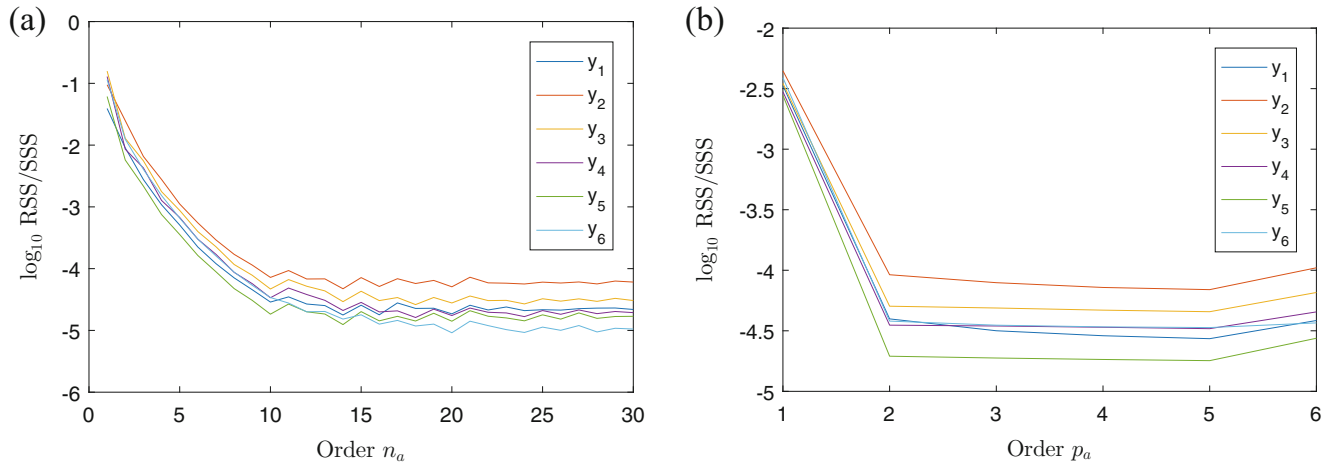 (a)
0
-1
-2
-3
-4
-5
-6
log₁₀ RSS/SSS
0 5 10 15 20 25 30
Order nₐ
y₁
y₂
y₃
y₄
y₅
y₆
(b)
-2
-2.5
-3
-3.5
-4
-4.5
-5
log₁₀ RSS/SSS
1 2 3 4 5 6
Order pₐ
y₁
y₂
y₃
y₄
y₅
y₆